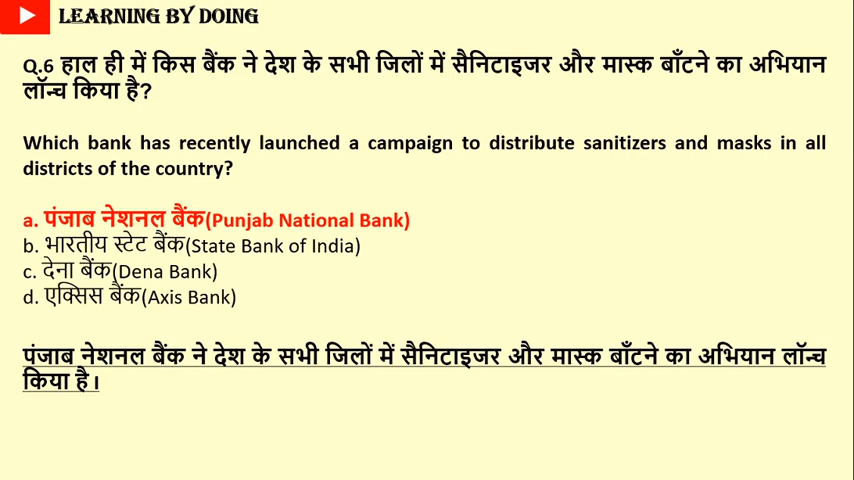 LEARNING BY DOING
Q.6 हाल ही में किस बैंक ने देश के सभी जिलों में सैनिटाइजर और मास्क बाँटने का अभियान
लॉन्च किया है?
Which bank has recently launched a campaign to distribute sanitizers and masks in all
districts of the country?
a. पंजाब नेशनल बैंक(Punjab National Bank)
b. भारतीय स्टेट बैंक(State Bank of India)
c. देना बैंक(Dena Bank)
d. एक्सिस बैंक(Axis Bank)
पंजाब नेशनल बैंक ने देश के सभी जिलों में सैनिटाइजर और मास्क बाँटने का अभियान लॉन्च
किया है।